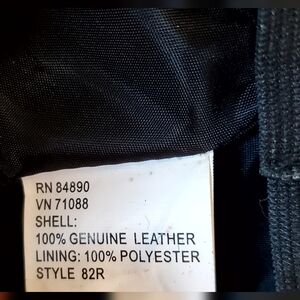 RN 84890
VN 71088
SHELL:
100% GENUINE LEATHER
LINING: 100% POLYESTER
STYLE 82R